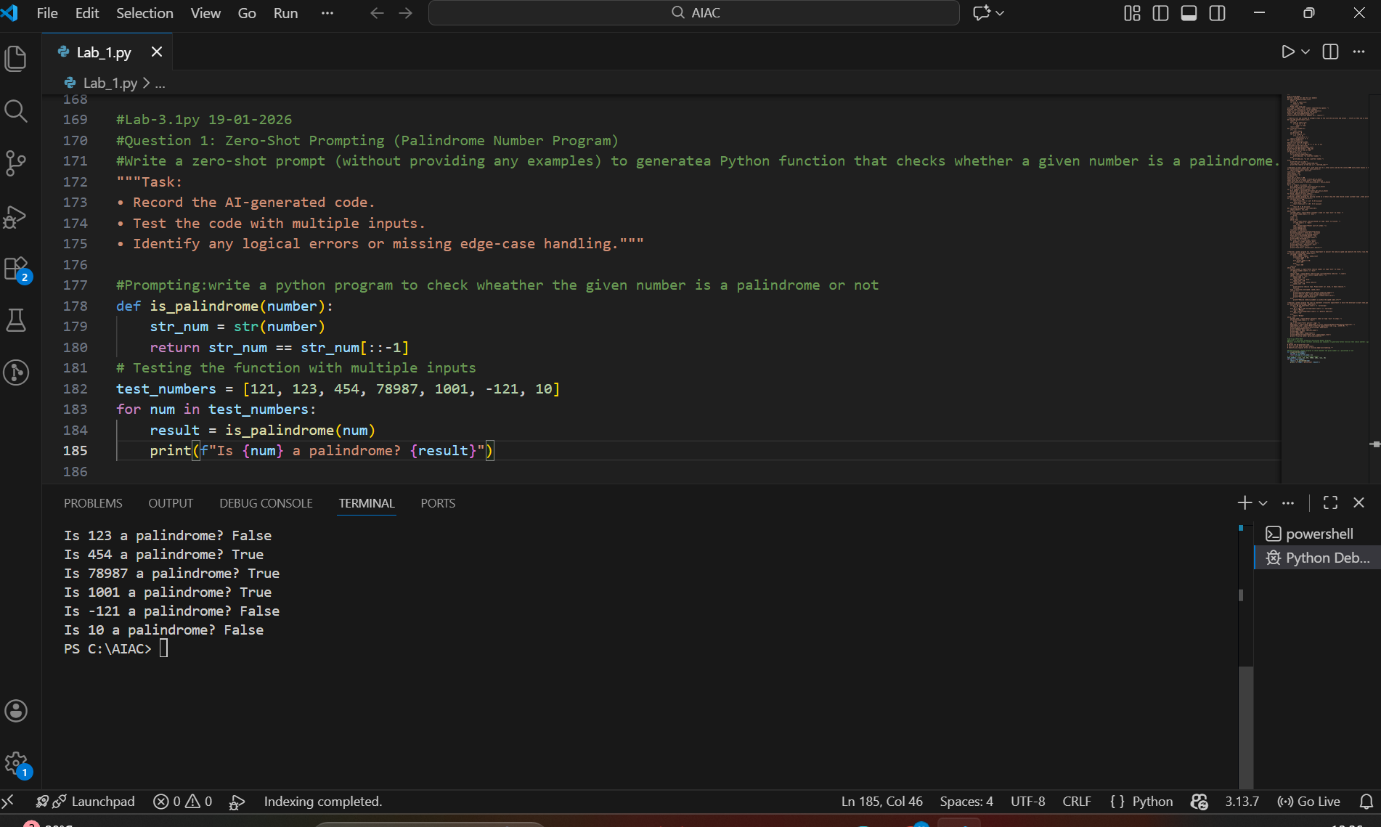 File Edit Selection View Go Run ··· AIAC
Lab_1.py
Lab_1.py > ...
168
169 #Lab-3.1py 19-01-2026
170 #Question 1: Zero-Shot Prompting (Palindrome Number Program)
171 #Write a zero-shot prompt (without providing any examples) to generatea Python function that checks whether a given number is a palindrome.
172 """Task:
173 • Record the AI-generated code.
174 • Test the code with multiple inputs.
175 • Identify any logical errors or missing edge-case handling."""
176
177 #Prompting:write a python program to check wheather the given number is a palindrome or not
178 def is_palindrome(number):
179 str_num = str(number)
180 return str_num == str_num[::-1]
181 # Testing the function with multiple inputs
182 test_numbers = [121, 123, 454, 78987, 1001, -121, 10]
183 for num in test_numbers:
184 result = is_palindrome(num)
185 print(f"Is {num} a palindrome? {result}")
186
2
PROBLEMS OUTPUT DEBUG CONSOLE TERMINAL PORTS
Is 123 a palindrome? False
Is 454 a palindrome? True
Is 78987 a palindrome? True
Is 1001 a palindrome? True
Is -121 a palindrome? False
Is 10 a palindrome? False
PS C:\AIAC>
powershell
Python Deb...
1
Launchpad 0 0 Indexing completed. Ln 185, Col 46 Spaces: 4 UTF-8 CRLF { } Python 3.13.7 Go Live